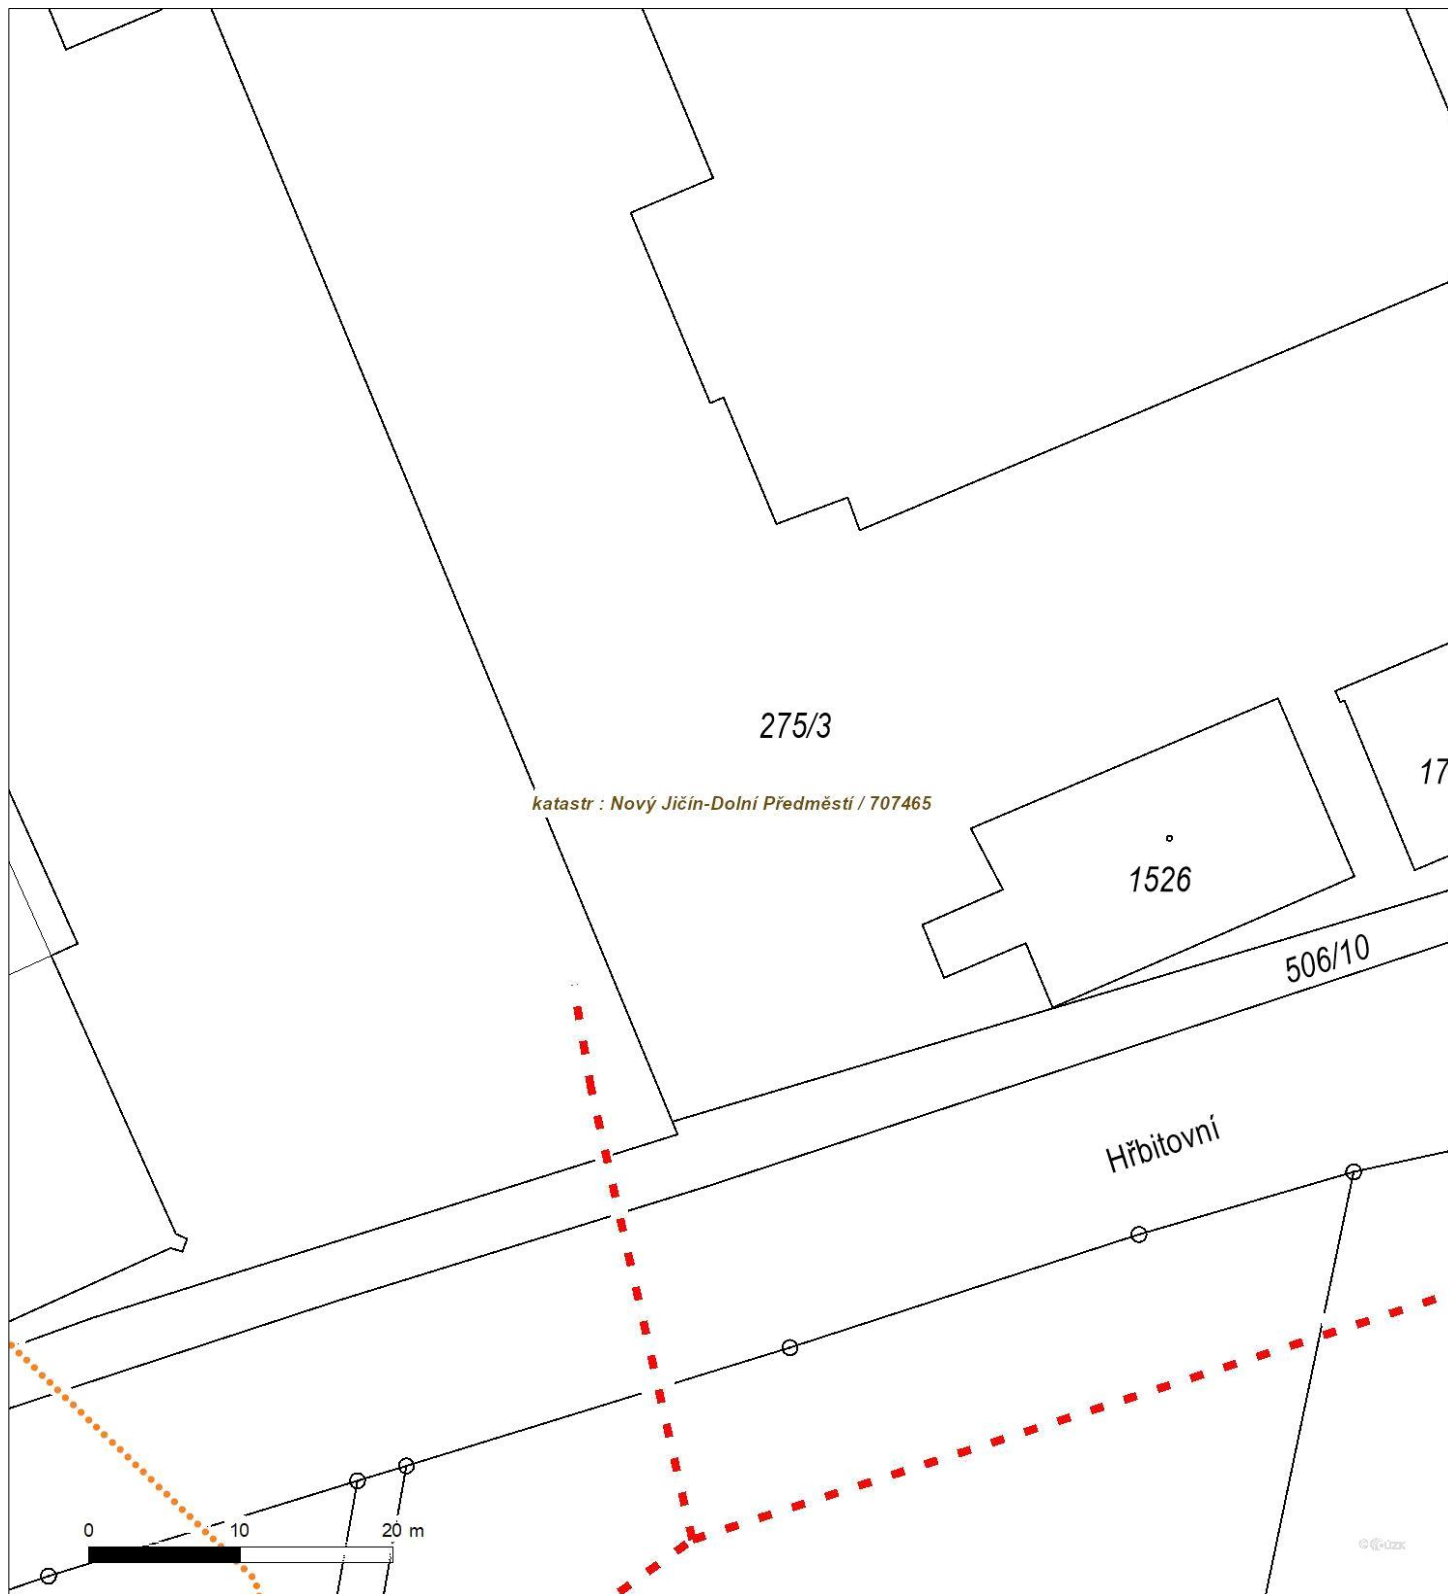 275/3
katastr : Nový Jičín-Dolní Předměstí / 707465
17
1526
506/10
Hřbitovní
0 10 20 m